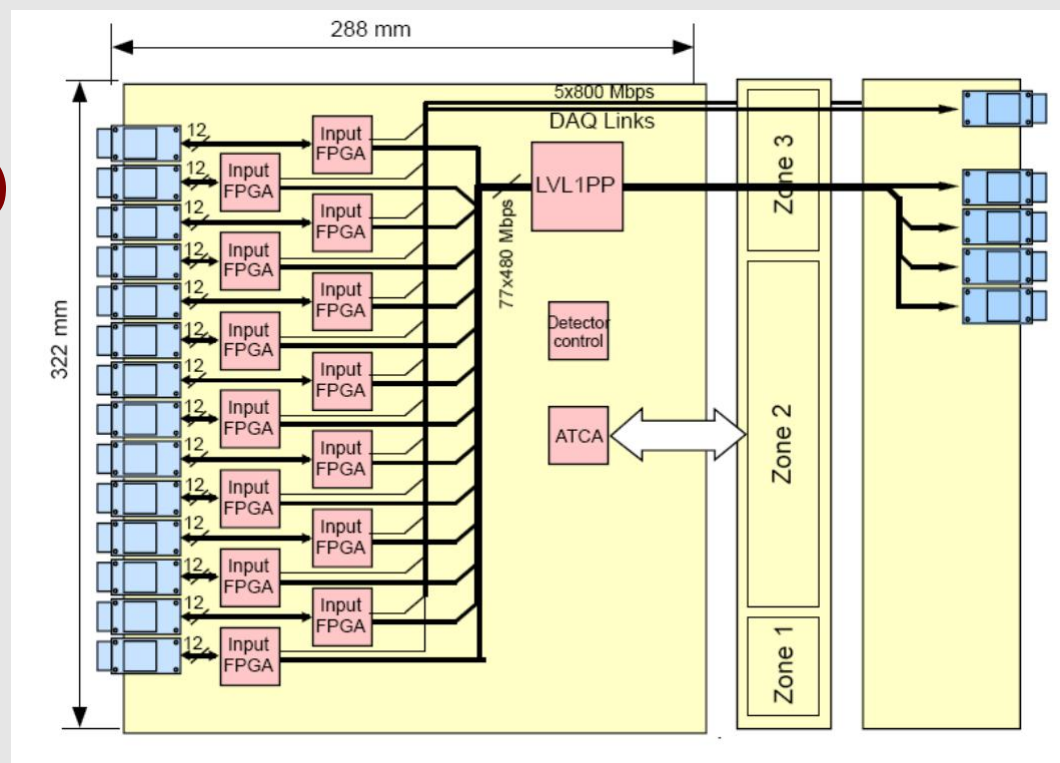 288 mm
322 mm
5x800 Mbps
DAQ Links
12
Input
FPGA
12
Input
FPGA
12
Input
FPGA
12
Input
FPGA
12
Input
FPGA
12
Input
FPGA
12
Input
FPGA
12
Input
FPGA
12
Input
FPGA
12
Input
FPGA
12
Input
FPGA
12
Input
FPGA
12
Input
FPGA
12
Input
FPGA
77x480 Mbps
LVL1PP
Detector
control
ATCA
Zone 3
Zone 2
Zone 1